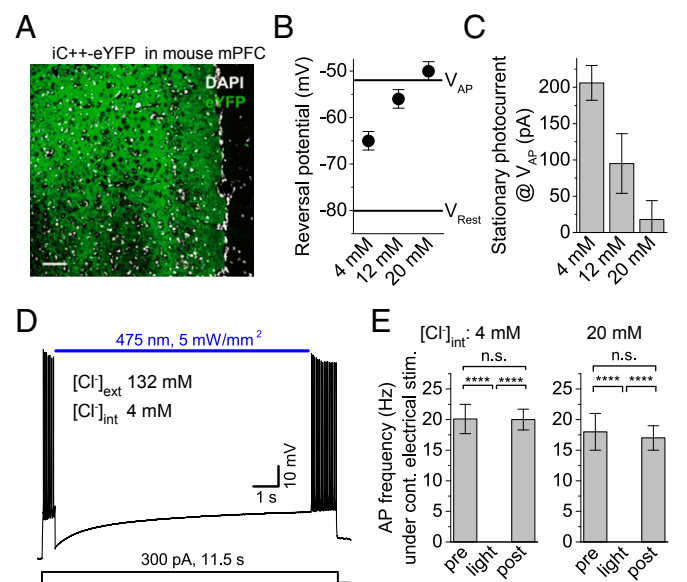 A
iC++-eYFP in mouse mPFC
DAPI
eYFP
B
Reversal potential (mV)
-50
-60
-70
-80
V_AP
V_Rest
4 mM
12 mM
20 mM
C
Stationary photocurrent
@ V_AP (pA)
200
150
100
50
0
4 mM
12 mM
20 mM
D
475 nm, 5 mW/mm²
[Cl⁻]ext 132 mM
[Cl⁻]int 4 mM
10 mV
1 s
300 pA, 11.5 s
E
[Cl⁻]int: 4 mM
20 mM
AP frequency (Hz)
under cont. electrical stim.
n.s.
**** ****
25
20
15
10
5
0
pre
light
post
n.s.
**** ****
25
20
15
10
5
0
pre
light
post